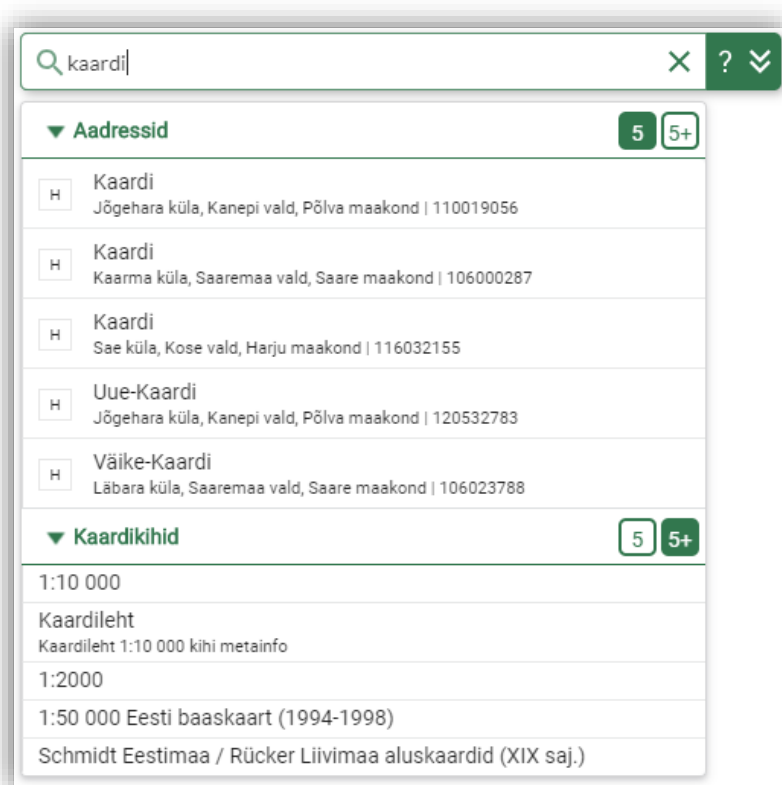 kaardi
?
Aadressid
5 5+
H
Kaardi
Jõgehara küla, Kanepi vald, Põlva maakond | 110019056
H
Kaardi
Kaarma küla, Saaremaa vald, Saare maakond | 106000287
H
Kaardi
Sae küla, Kose vald, Harju maakond | 116032155
H
Uue-Kaardi
Jõgehara küla, Kanepi vald, Põlva maakond | 120532783
H
Väike-Kaardi
Läbara küla, Saaremaa vald, Saare maakond | 106023788
Kaardikihid
5 5+
1:10 000
Kaardileht
Kaardileht 1:10 000 kihi metainfo
1:2000
1:50 000 Eesti baaskaart (1994-1998)
Schmidt Eestimaa / Rücker Liivimaa aluskaardid (XIX saj.)